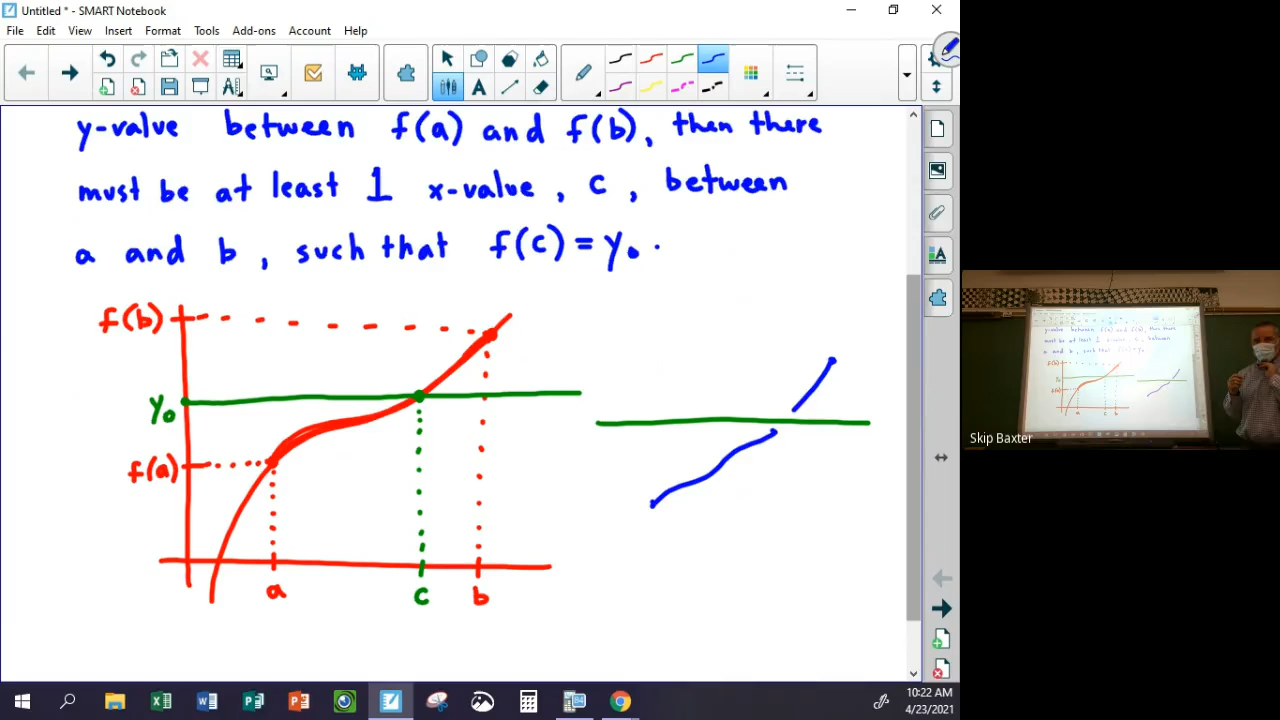 Untitled * - SMART Notebook
File Edit View Insert Format Tools Add-ons Account Help
y-value between f(a) and f(b), then there
must be at least 1 x-value, c, between
a and b, such that f(c) = y₀.
f(b)
y₀
f(a)
a c b
Skip Baxter
10:22 AM
4/23/2021